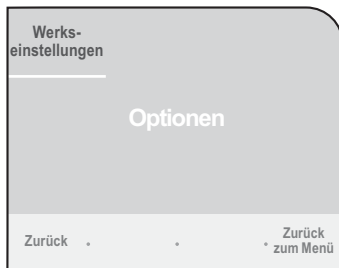 Werks-
einstellungen
Optionen
Zurück
Zurück
zum Menü